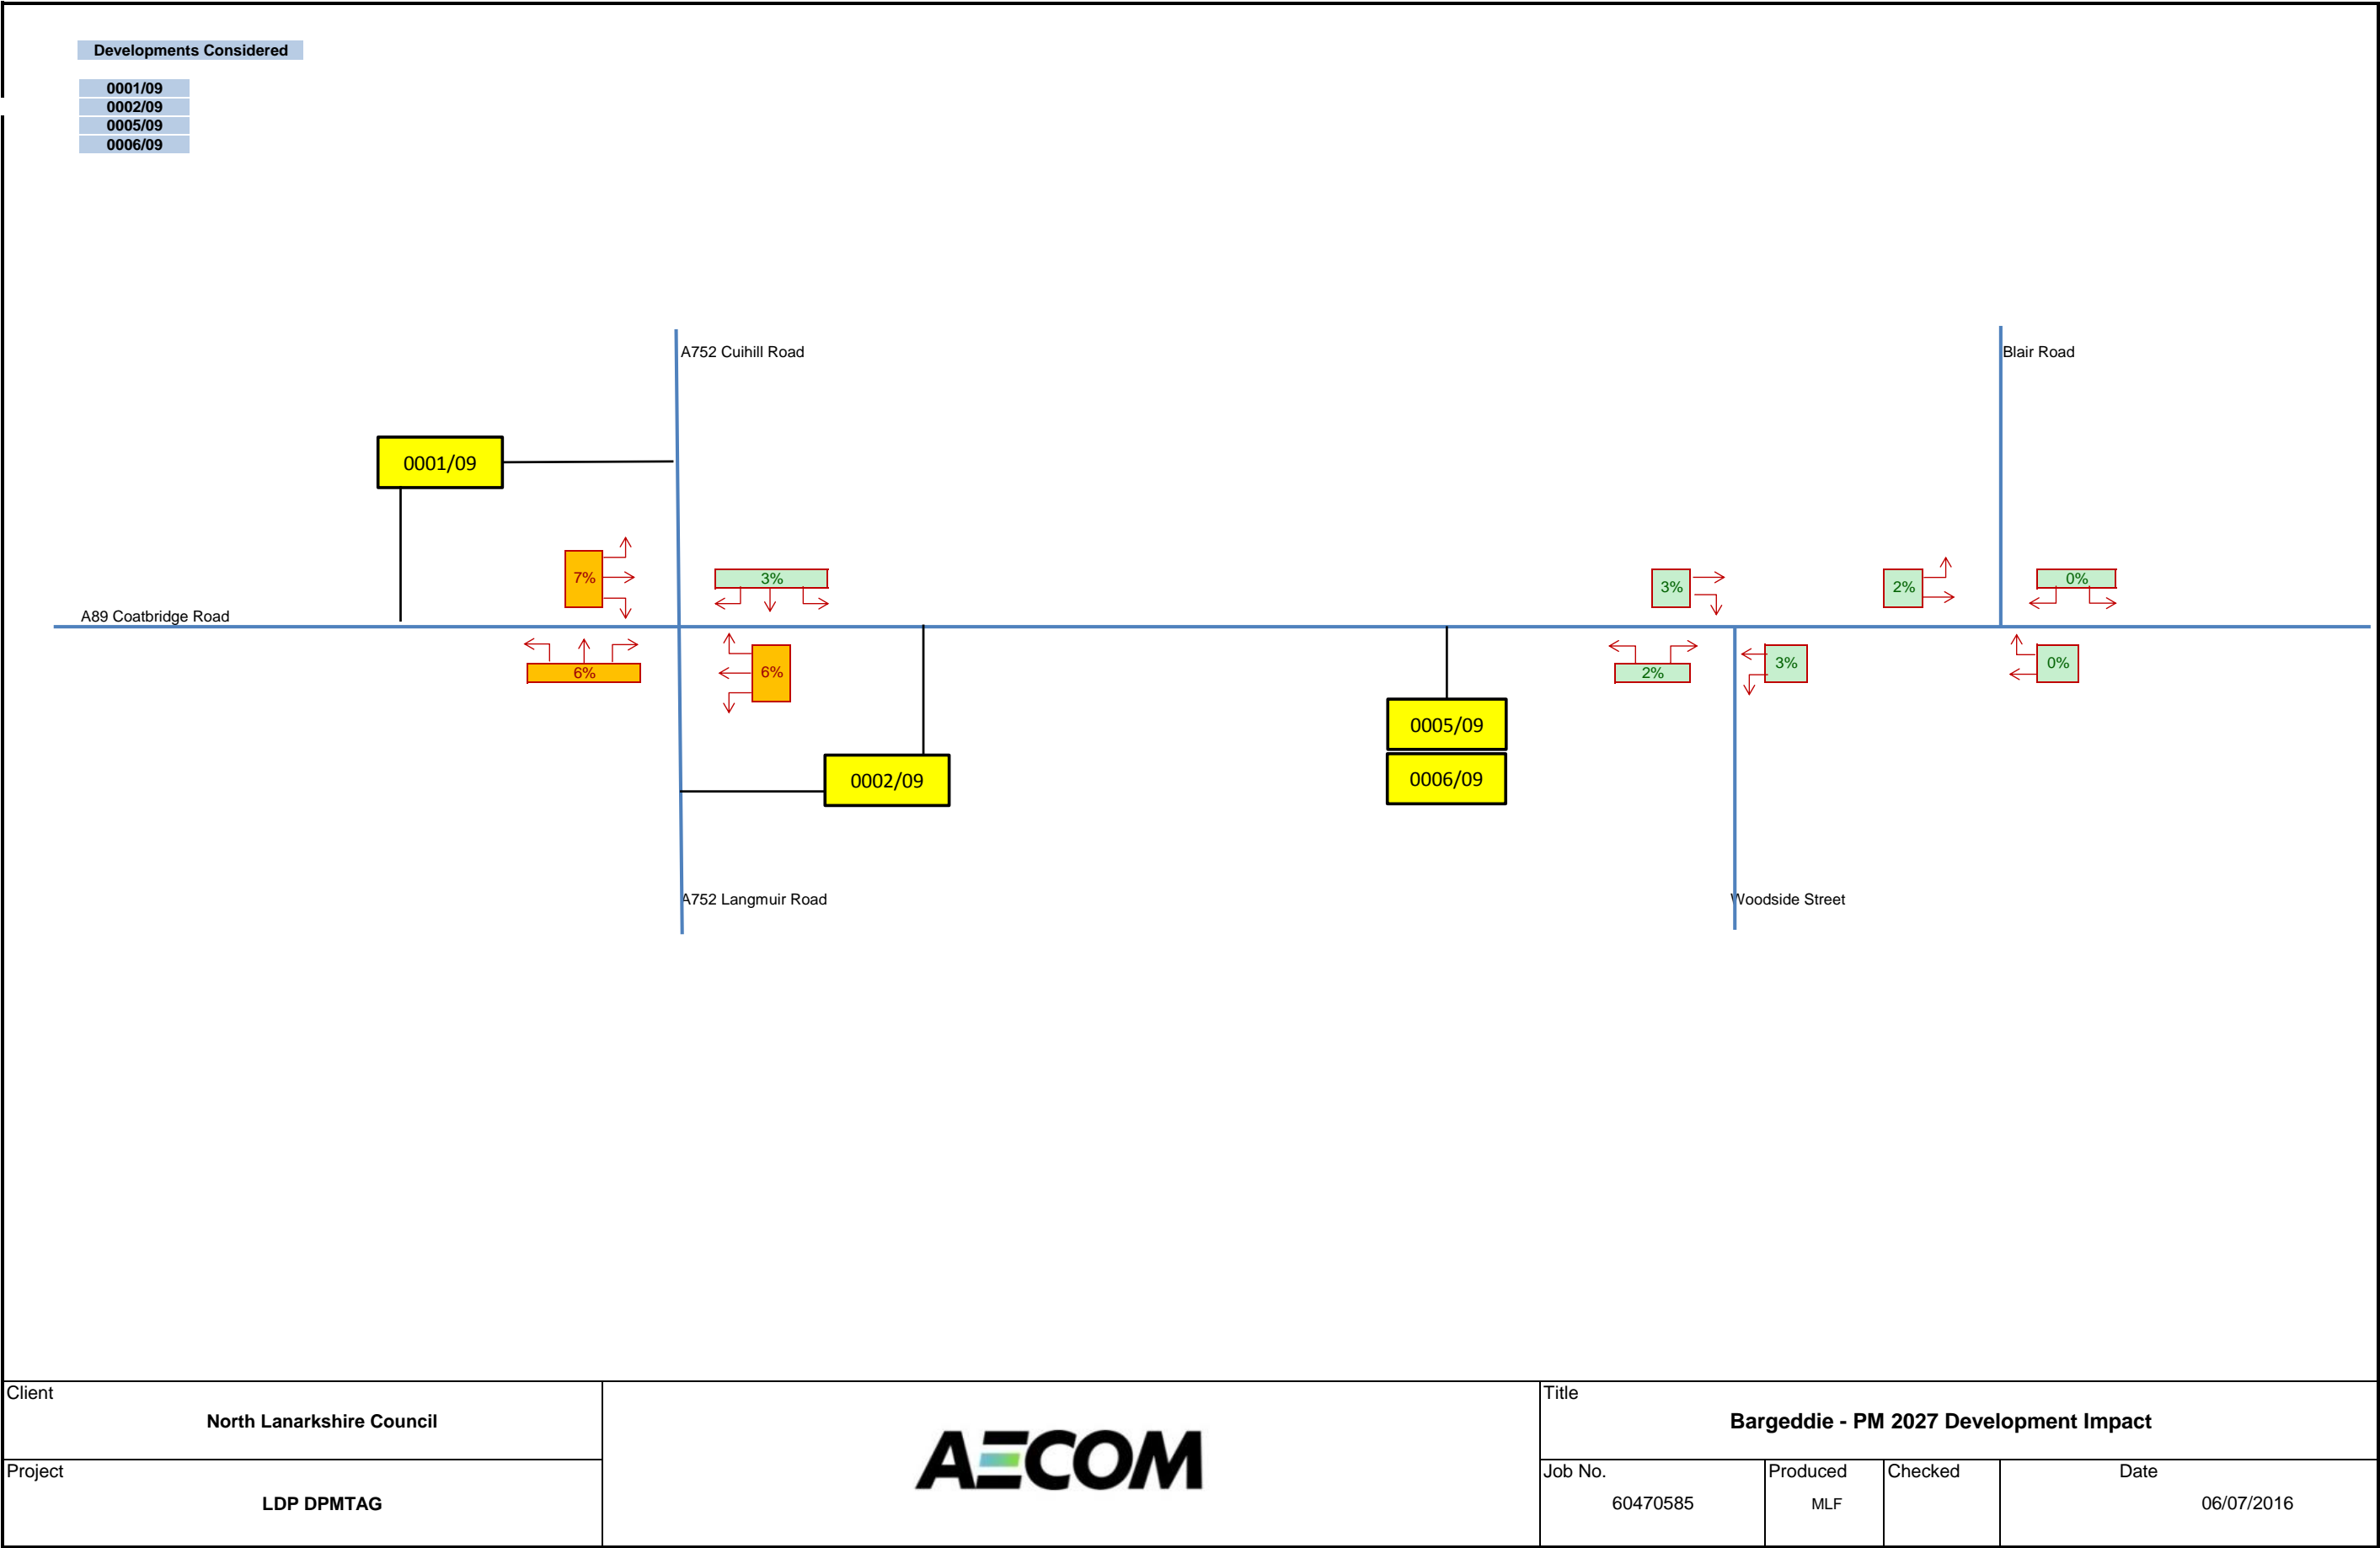 Developments Considered
0001/09
0002/09
0005/09
0006/09
A752 Cuihill Road
Blair Road
0001/09
7%
3%
3%
2%
0%
A89 Coatbridge Road
6%
6%
2%
3%
0%
0005/09
0002/09
0006/09
A752 Langmuir Road
Woodside Street
Client
North Lanarkshire Council
Project
LDP DPMTAG
AECOM
Title
Bargeddie - PM 2027 Development Impact
Job No.
60470585
Produced
MLF
Checked
Date
06/07/2016